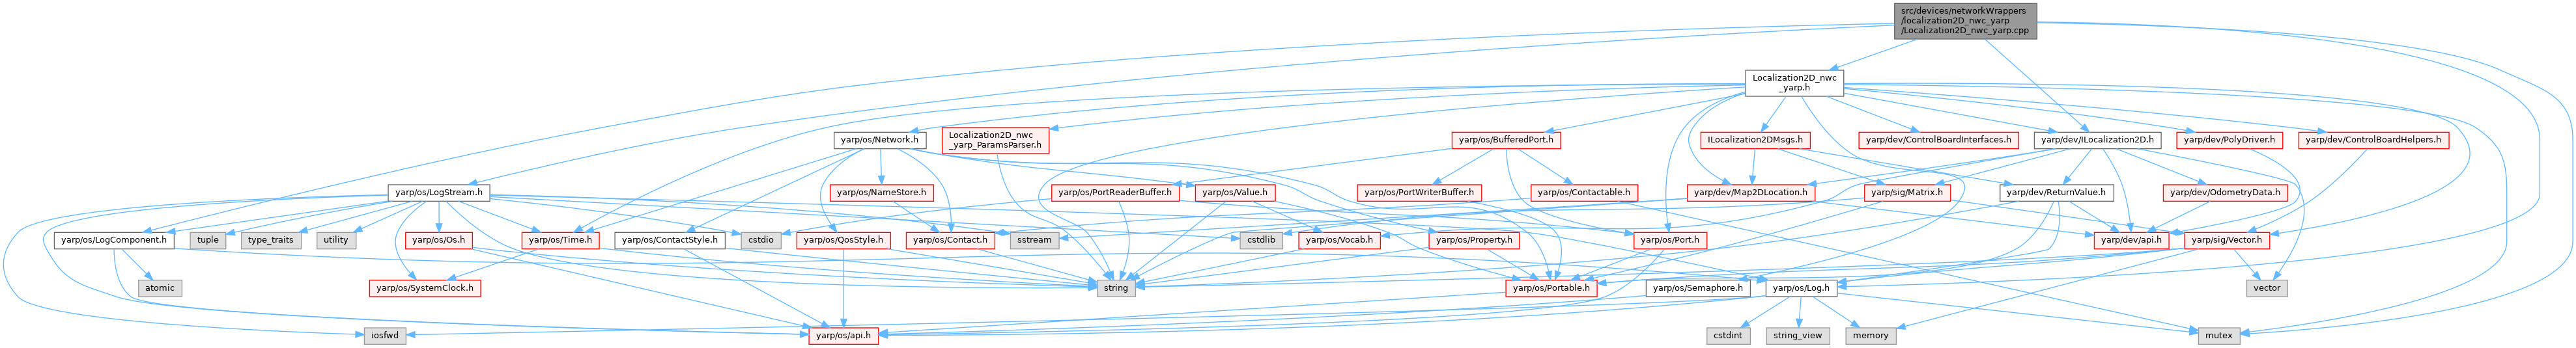 src/devices/networkWrappers
/localization2D_nwc_yarp
/Localization2D_nwc_yarp.cpp
Localization2D_nwc
_yarp.h
yarp/os/Network.h
Localization2D_nwc
_yarp_ParamsParser.h
yarp/os/BufferedPort.h
ILocalization2DMsgs.h
yarp/dev/ControlBoardInterfaces.h
yarp/dev/ILocalization2D.h
yarp/dev/PolyDriver.h
yarp/dev/ControlBoardHelpers.h
yarp/os/LogStream.h
yarp/os/NameStore.h
yarp/os/PortReaderBuffer.h
yarp/os/Value.h
yarp/os/PortWriterBuffer.h
yarp/os/Contactable.h
yarp/dev/Map2DLocation.h
yarp/sig/Matrix.h
yarp/dev/ReturnValue.h
yarp/dev/OdometryData.h
yarp/os/LogComponent.h
tuple
type_traits
utility
yarp/os/Os.h
yarp/os/Time.h
yarp/os/ContactStyle.h
cstdio
yarp/os/QosStyle.h
yarp/os/Contact.h
sstream
cstdlib
yarp/os/Vocab.h
yarp/os/Property.h
yarp/os/Port.h
yarp/dev/api.h
yarp/sig/Vector.h
atomic
yarp/os/SystemClock.h
string
yarp/os/Portable.h
yarp/os/Semaphore.h
yarp/os/Log.h
vector
iosfwd
yarp/os/api.h
cstdint
string_view
memory
mutex